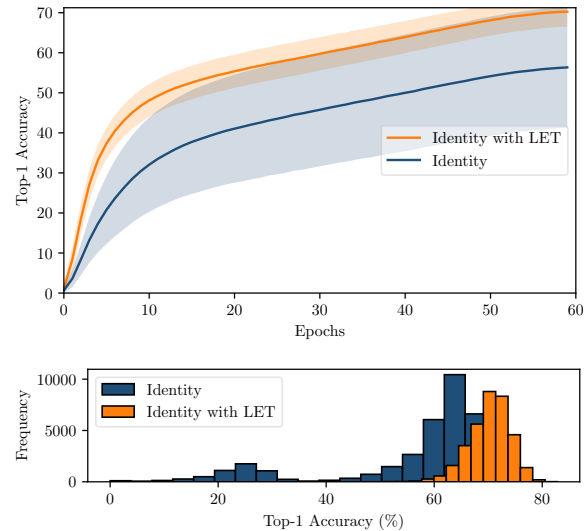 70
60
50
40
30
20
10
0
Top-1 Accuracy
Identity with LET
Identity
0 10 20 30 40 50 60
Epochs
10000
5000
0
Frequency
Identity
Identity with LET
0 20 40 60 80
Top-1 Accuracy (%)